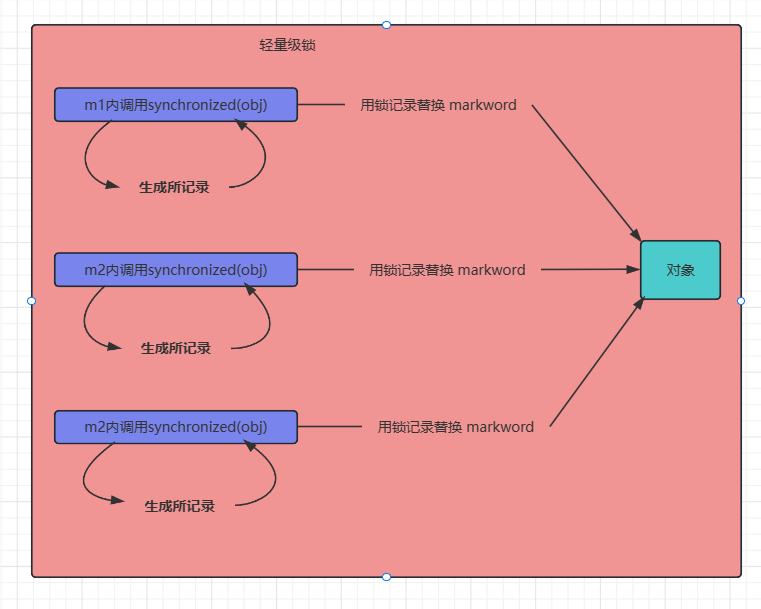 轻量级锁
m1内调用synchronized(obj)
用锁记录替换 markword
生成所记录
m2内调用synchronized(obj)
用锁记录替换 markword
对象
生成所记录
m2内调用synchronized(obj)
用锁记录替换 markword
生成所记录